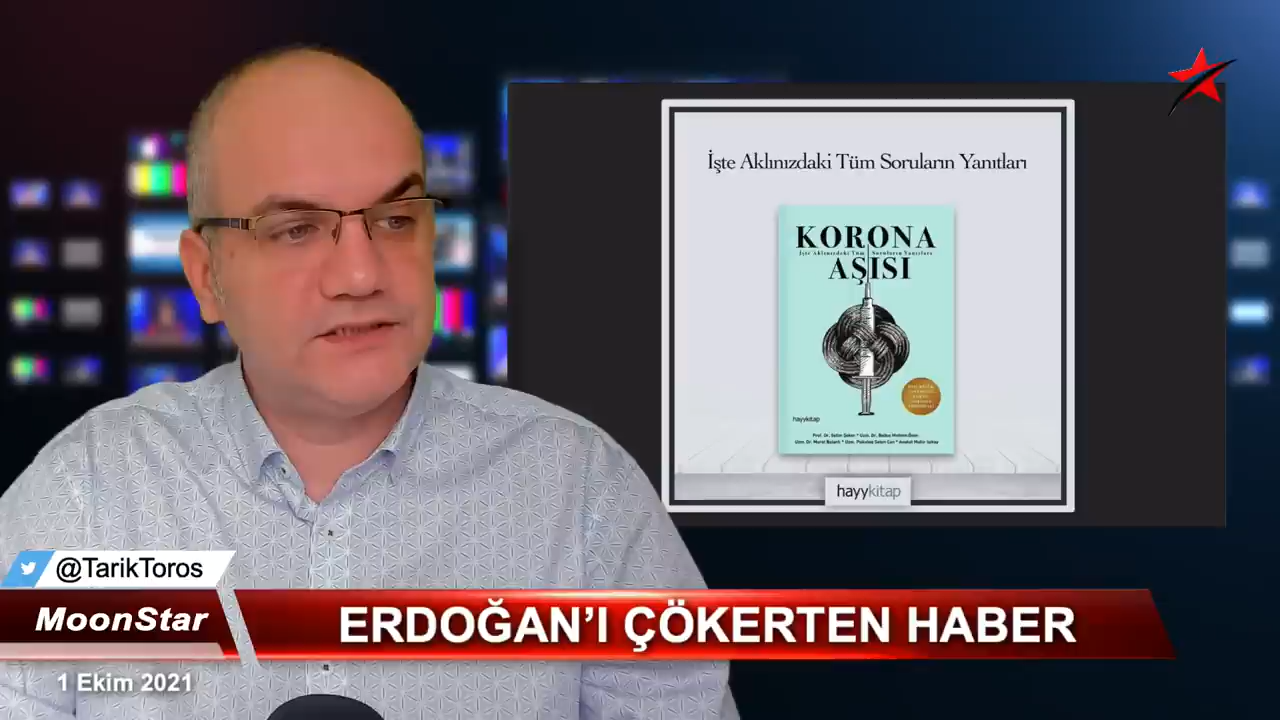 İşte Aklınızdaki Tüm Soruların Yanıtları
KORONA
İşte Aklınızdaki Tüm Soruların Yanıtları
AŞISI
hayykitap
hayykitap
@TarikToros
MoonStar
ERDOĞAN'I ÇÖKERTEN HABER
1 Ekim 2021